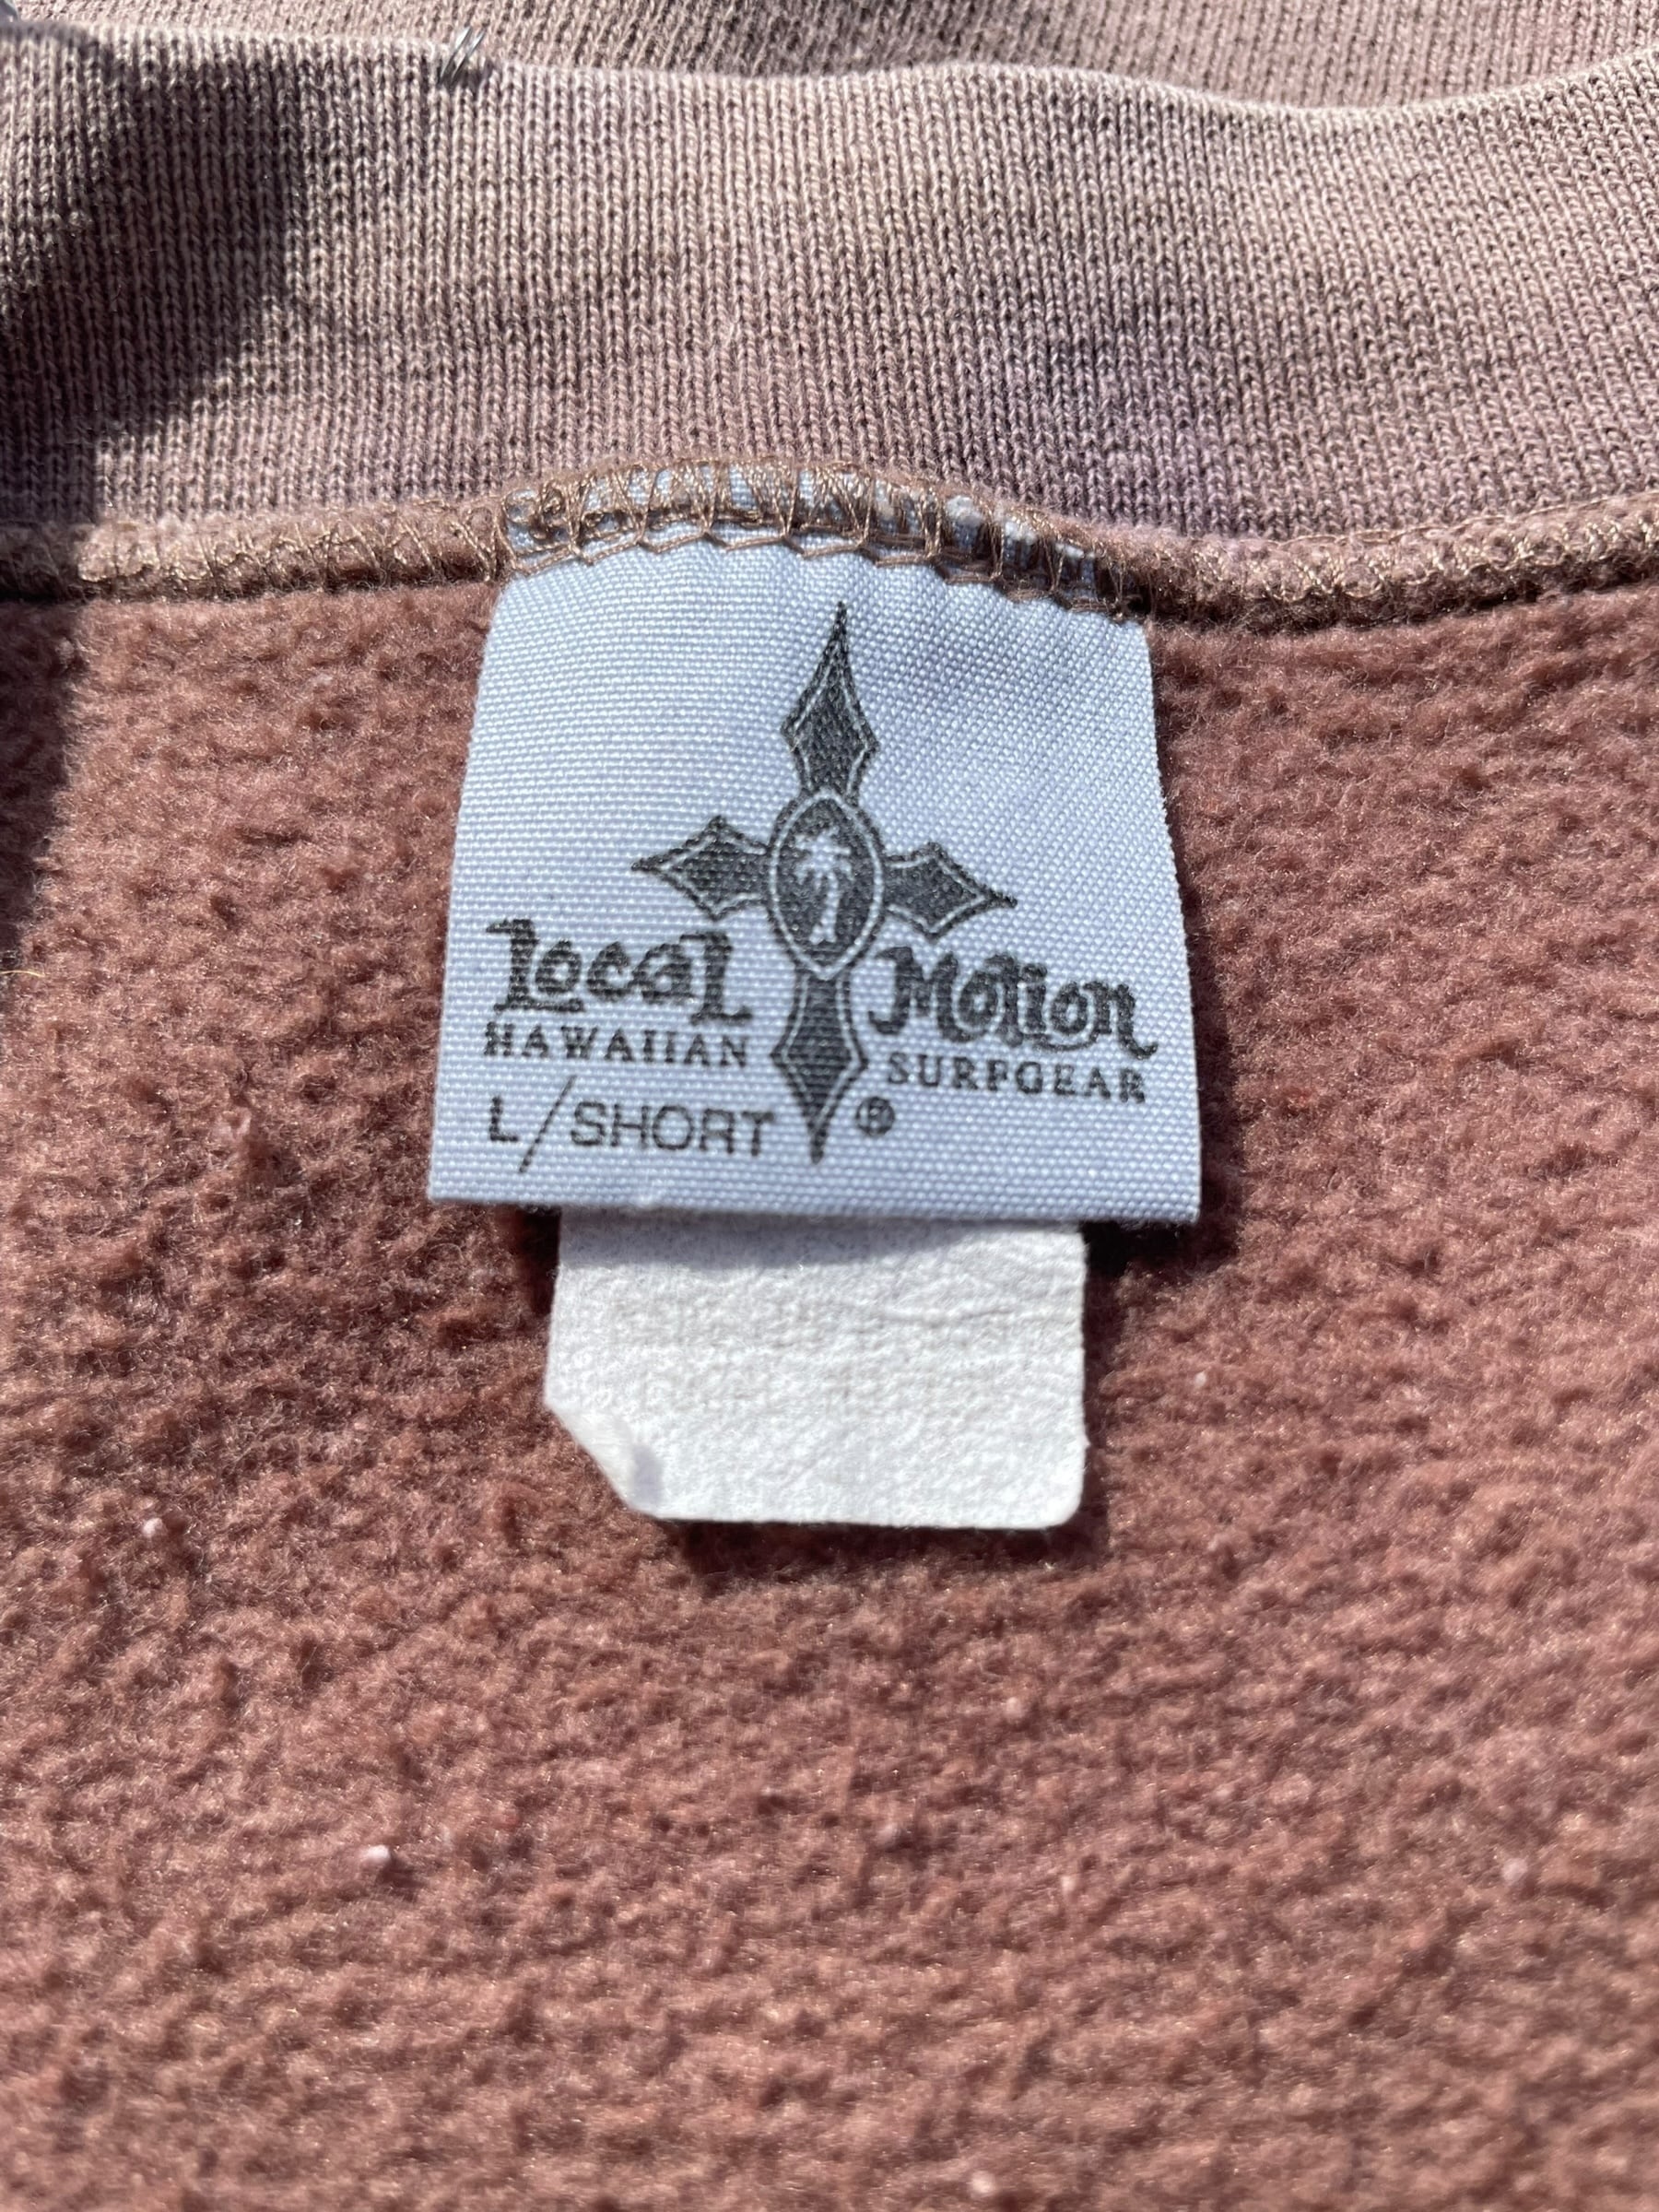 Local Motion
HAWAIIAN SURFGEAR
L/SHORT ®